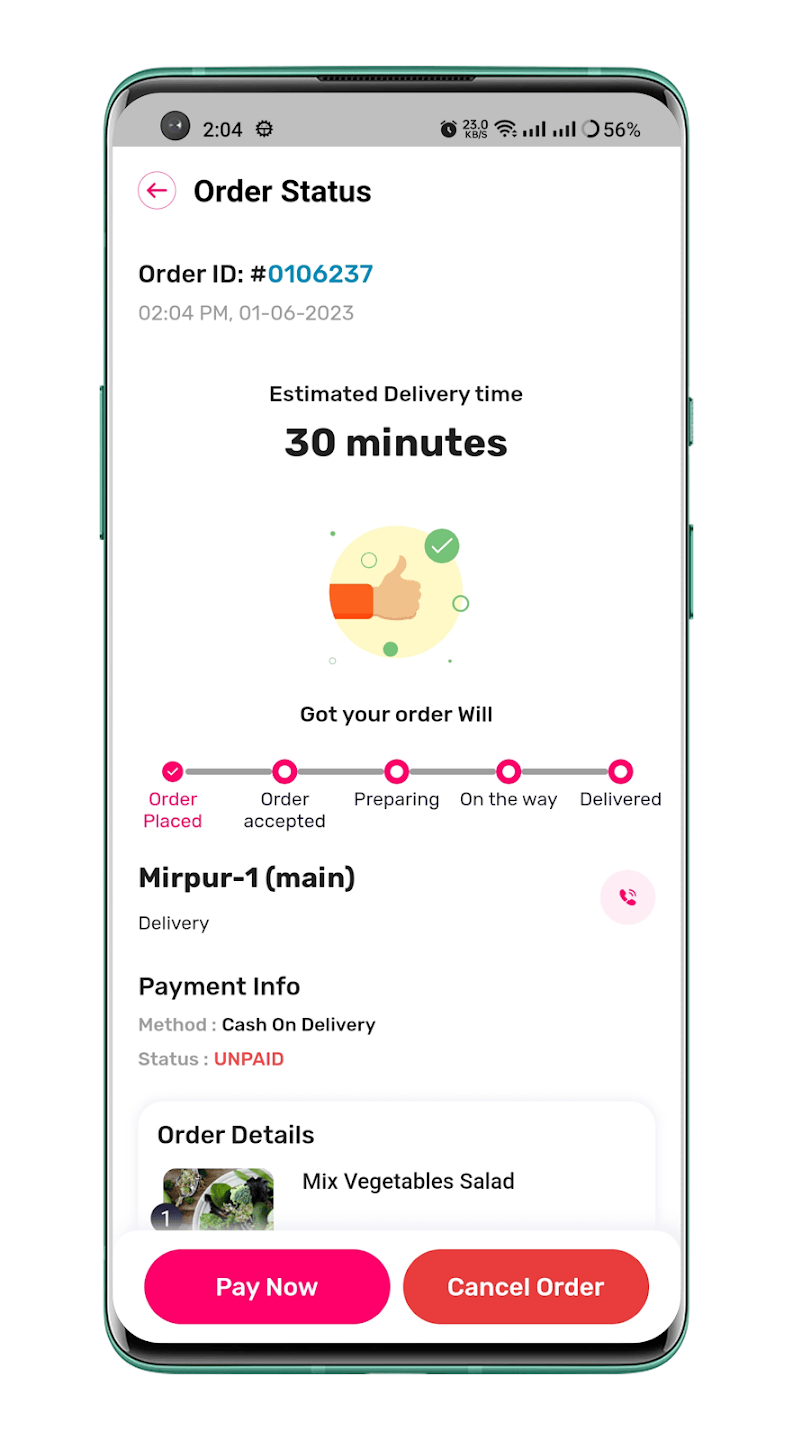 2:04 23.0 KB/S 56%
Order Status
Order ID: #0106237
02:04 PM, 01-06-2023
Estimated Delivery time
30 minutes
Got your order Will
Order Placed Order accepted Preparing On the way Delivered
Mirpur-1 (main)
Delivery
Payment Info
Method : Cash On Delivery
Status : UNPAID
Order Details
Mix Vegetables Salad
1
Pay Now Cancel Order